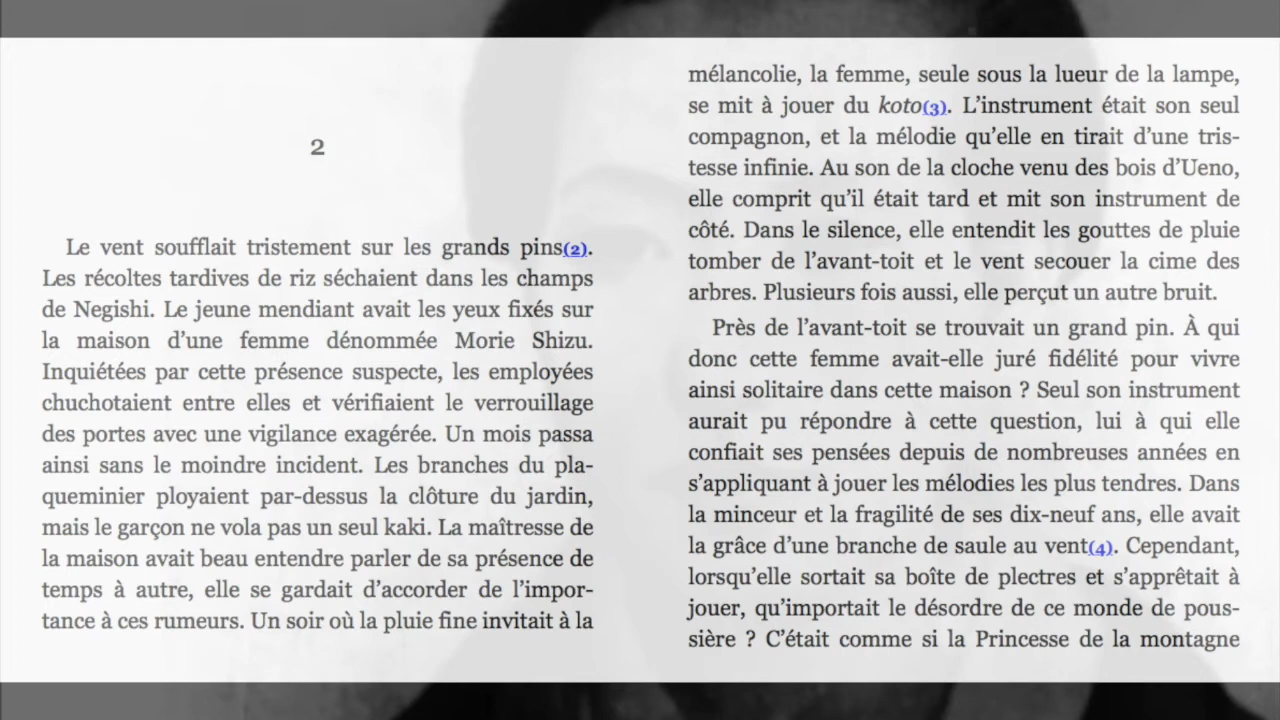 2
Le vent soufflait tristement sur les grands pins(2).
Les récoltes tardives de riz séchaient dans les champs
de Negishi. Le jeune mendiant avait les yeux fixés sur
la maison d’une femme dénommée Morie Shizu.
Inquiétées par cette présence suspecte, les employées
chuchotaient entre elles et vérifiaient le verrouillage
des portes avec une vigilance exagérée. Un mois passa
ainsi sans le moindre incident. Les branches du pla-
queminier ployaient par-dessus la clôture du jardin,
mais le garçon ne vola pas un seul kaki. La maîtresse de
la maison avait beau entendre parler de sa présence de
temps à autre, elle se gardait d’accorder de l’impor-
tance à ces rumeurs. Un soir où la pluie fine invitait à la
mélancolie, la femme, seule sous la lueur de la lampe,
se mit à jouer du koto(3). L’instrument était son seul
compagnon, et la mélodie qu’elle en tirait d’une tris-
tesse infinie. Au son de la cloche venu des bois d’Ueno,
elle comprit qu’il était tard et mit son instrument de
côté. Dans le silence, elle entendit les gouttes de pluie
tomber de l’avant-toit et le vent secouer la cime des
arbres. Plusieurs fois aussi, elle perçut un autre bruit.
Près de l’avant-toit se trouvait un grand pin. À qui
donc cette femme avait-elle juré fidélité pour vivre
ainsi solitaire dans cette maison ? Seul son instrument
aurait pu répondre à cette question, lui à qui elle
confiait ses pensées depuis de nombreuses années en
s’appliquant à jouer les mélodies les plus tendres. Dans
la minceur et la fragilité de ses dix-neuf ans, elle avait
la grâce d’une branche de saule au vent(4). Cependant,
lorsqu’elle sortait sa boîte de plectres et s’apprêtait à
jouer, qu’importait le désordre de ce monde de pous-
sière ? C’était comme si la Princesse de la montagne